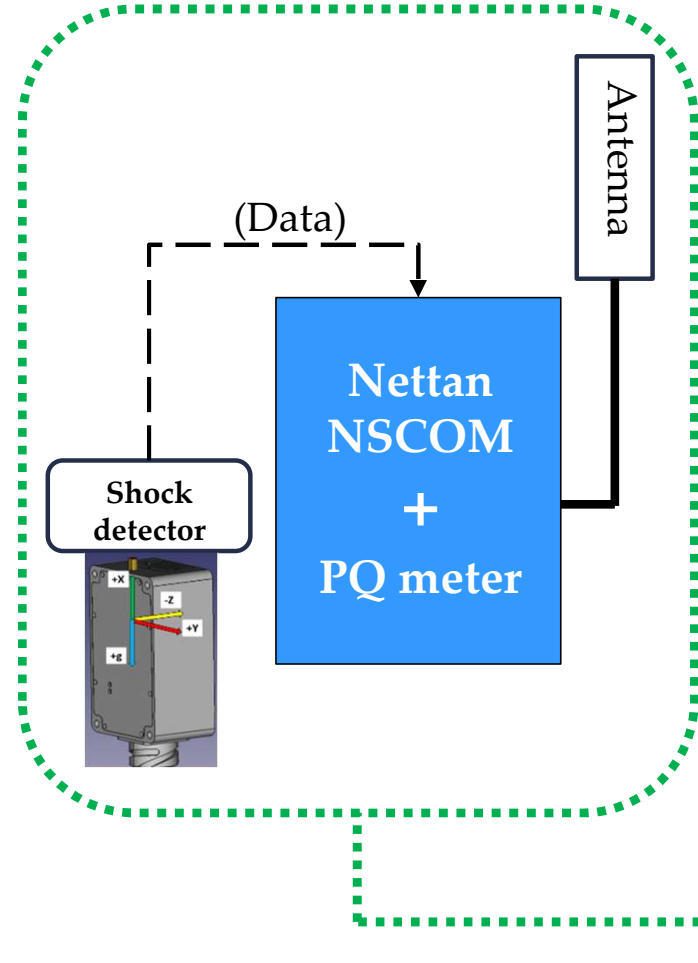 Antenna
(Data)
Nettan
NSCOM
+
PQ meter
Shock
detector
+X
-Z
+Y
+g